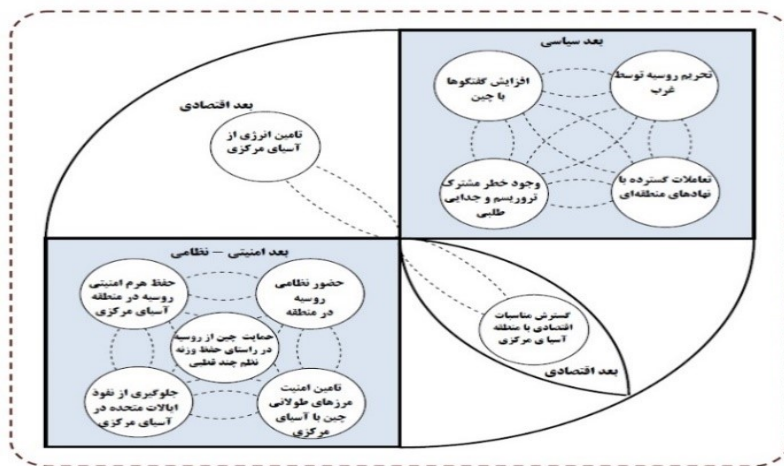 بعد سیاسی
تحریم روسیه توسط
غرب
افزایش گفتگوها
با چین
تعاملات گسترده با
نهادهای منطقه‌ای
وجود خطر مشترک
تروریسم و جدایی
طلبی
بعد اقتصادی
تامین انرژی از
آسیای مرکزی
بعد امنیتی – نظامی
حضور نظامی
روسیه
در منطقه
حفظ هرم امنیتی
روسیه در منطقه
آسیای مرکزی
حمایت چین از روسیه
در راستای حفظ وزنه
نظم چند قطبی
تامین امنیت
مرزهای طولانی
چین با آسیای
مرکزی
جلوگیری از نفوذ
ایالات متحده در
آسیای مرکزی
گسترش مناسبات
اقتصادی با منطقه
آسیا ی مرکزی
بعد اقتصادی